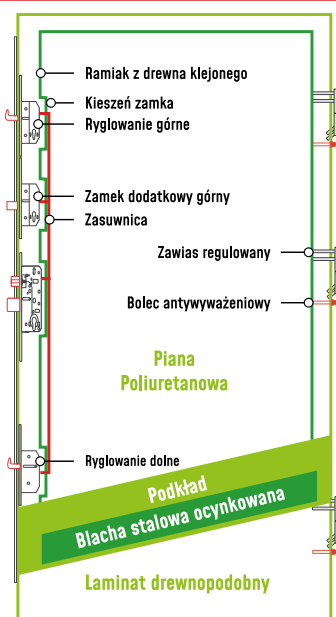 Ramiak z drewna klejonego
Kieszeń zamka
Ryglowanie górne
Zamek dodatkowy górny
Zasuwnica
Zawias regulowany
Bolec antywyważeniowy
Piana
Poliuretanowa
Ryglowanie dolne
Podkład
Blacha stalowa ocynkowana
Laminat drewnopodobny